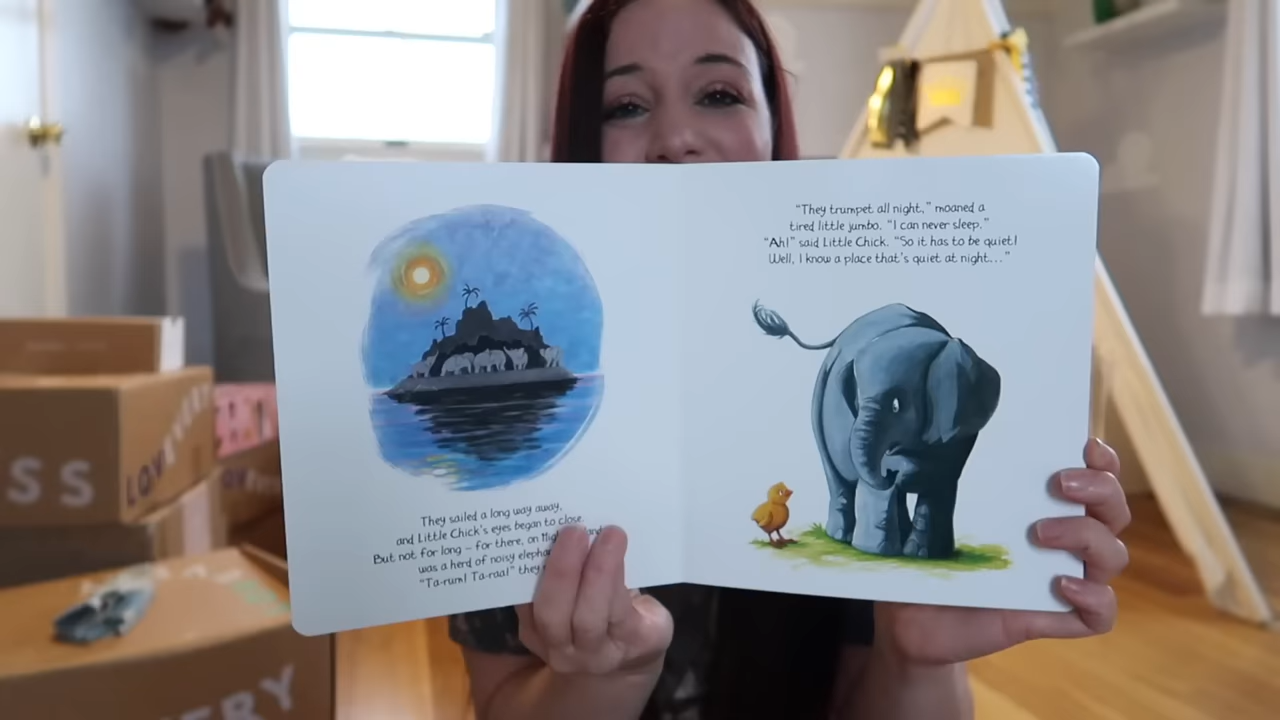 They sailed a long way away,
and Little Chick's eyes began to close.
But not for long – for there, on
was a herd of noisy
"Ta-rum! Ta-raa!" they
"They trumpet all night," moaned a
tired little jumbo. "I can never sleep."
"Ah!" said Little Chick. "So it has to be quiet!
Well, I know a place that's quiet at night..."
SS